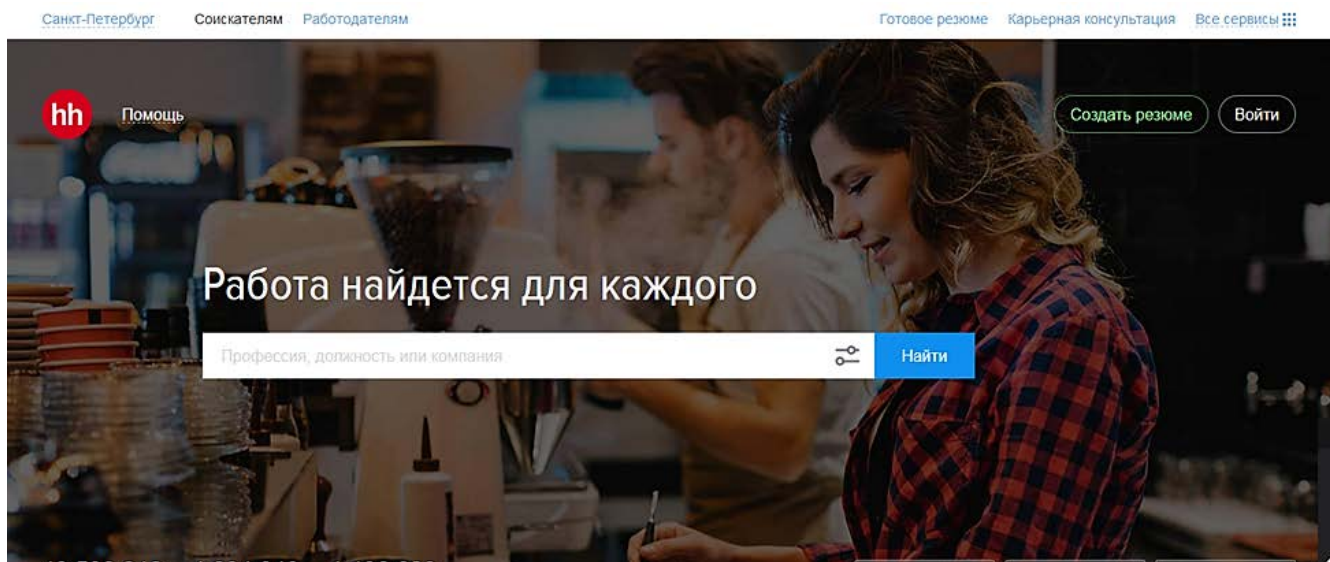 Санкт-Петербург Соискателям Работодателям Готовое резюме Карьерная консультация Все сервисы
hh Помощь Создать резюме Войти
Работа найдется для каждого
Профессия, должность или компания Найти